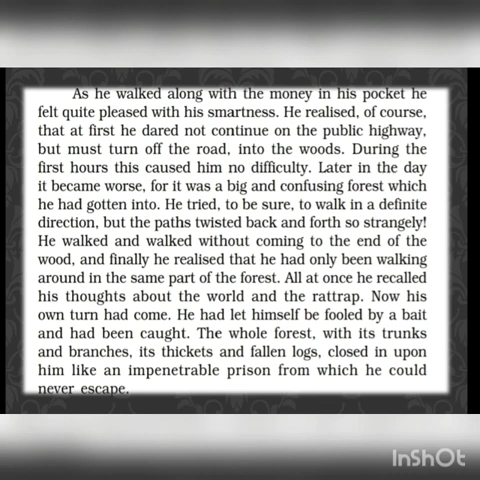 As he walked along with the money in his pocket he
felt quite pleased with his smartness. He realised, of course,
that at first he dared not continue on the public highway,
but must turn off the road, into the woods. During the
first hours this caused him no difficulty. Later in the day
it became worse, for it was a big and confusing forest which
he had gotten into. He tried, to be sure, to walk in a definite
direction, but the paths twisted back and forth so strangely!
He walked and walked without coming to the end of the
wood, and finally he realised that he had only been walking
around in the same part of the forest. All at once he recalled
his thoughts about the world and the rattrap. Now his
own turn had come. He had let himself be fooled by a bait
and had been caught. The whole forest, with its trunks
and branches, its thickets and fallen logs, closed in upon
him like an impenetrable prison from which he could
never escape.
InShOt